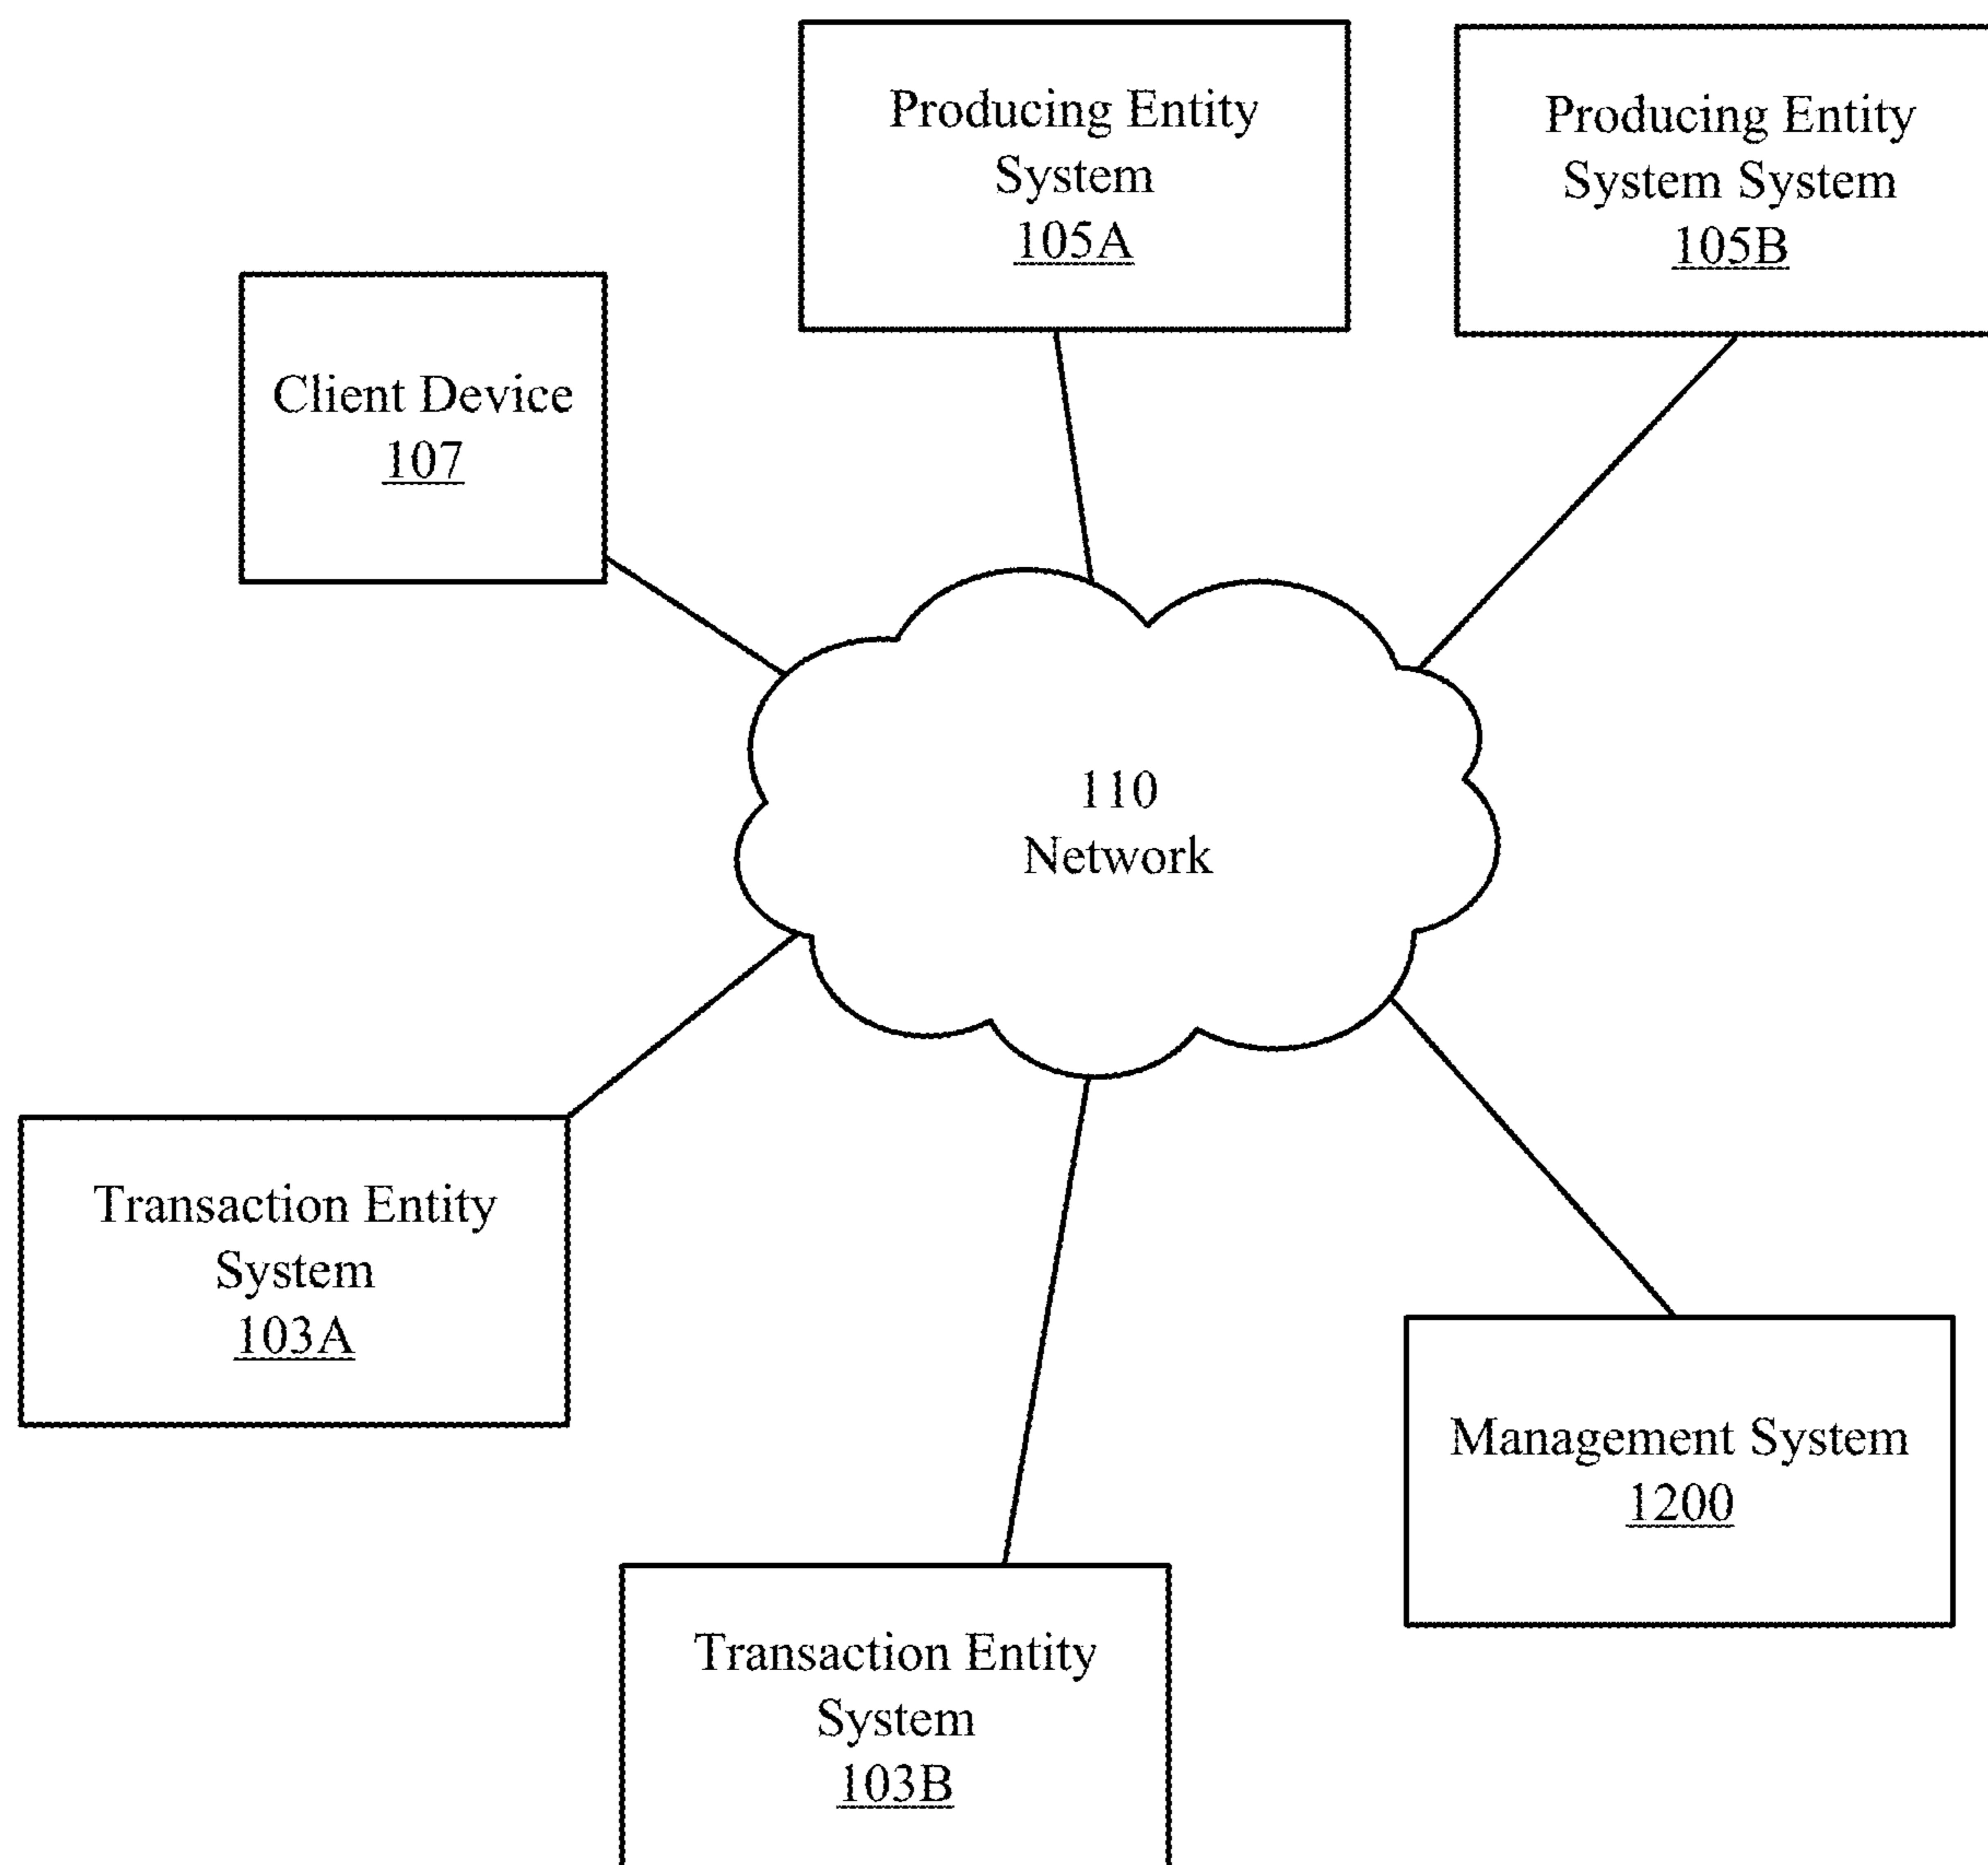 Producing Entity
System
105A
Producing Entity
System System
105B
Client Device
107
110
Network
Transaction Entity
System
103A
Management System
1200
Transaction Entity
System
103B